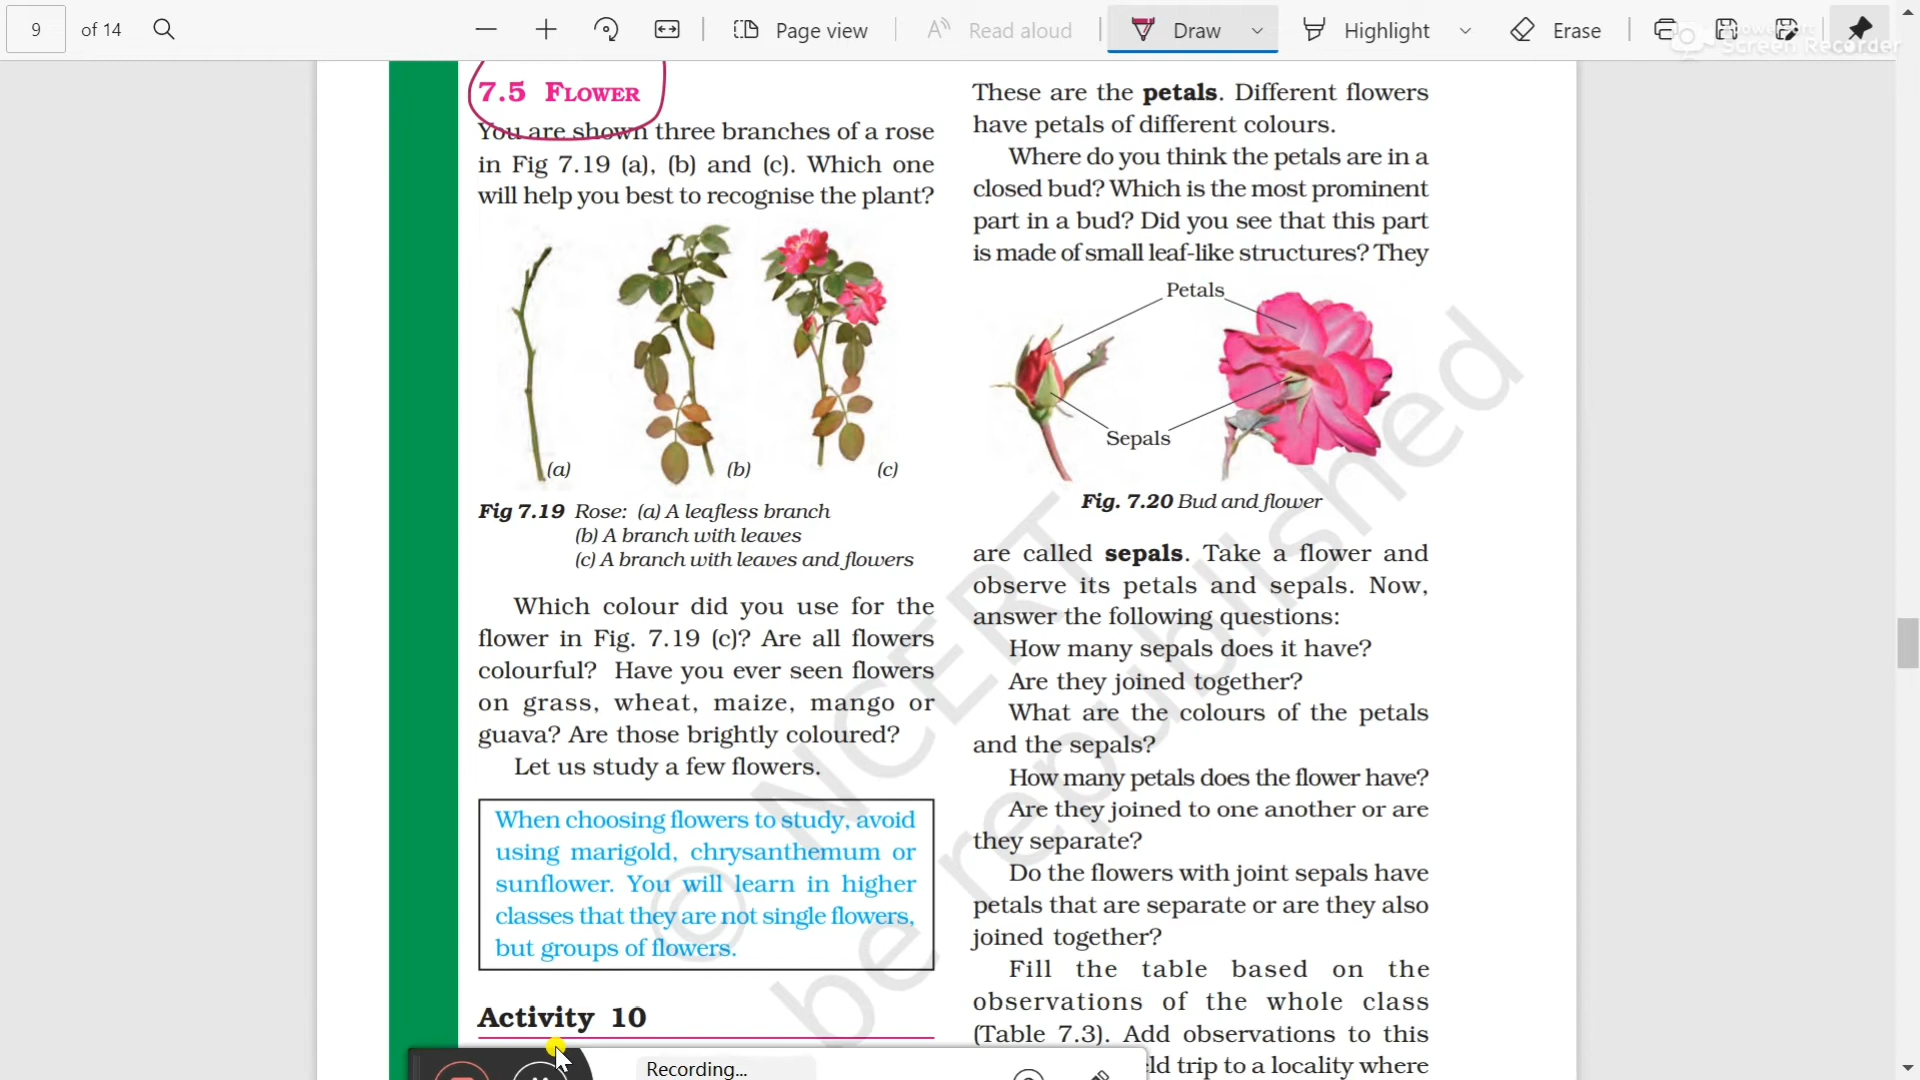 9 of 14 Page view Read aloud Draw Highlight Erase
Screen Recorder
7.5 FLOWER
You are shown three branches of a rose
in Fig 7.19 (a), (b) and (c). Which one
will help you best to recognise the plant?
(a) (b) (c)
Fig 7.19 Rose: (a) A leafless branch
(b) A branch with leaves
(c) A branch with leaves and flowers
Which colour did you use for the
flower in Fig. 7.19 (c)? Are all flowers
colourful? Have you ever seen flowers
on grass, wheat, maize, mango or
guava? Are those brightly coloured?
Let us study a few flowers.
When choosing flowers to study, avoid
using marigold, chrysanthemum or
sunflower. You will learn in higher
classes that they are not single flowers,
but groups of flowers.
Activity 10
These are the petals. Different flowers
have petals of different colours.
Where do you think the petals are in a
closed bud? Which is the most prominent
part in a bud? Did you see that this part
is made of small leaf-like structures? They
Petals
Sepals
Fig. 7.20 Bud and flower
are called sepals. Take a flower and
observe its petals and sepals. Now,
answer the following questions:
How many sepals does it have?
Are they joined together?
What are the colours of the petals
and the sepals?
How many petals does the flower have?
Are they joined to one another or are
they separate?
Do the flowers with joint sepals have
petals that are separate or are they also
joined together?
Fill the table based on the
observations of the whole class
(Table 7.3). Add observations to this
trip to a locality where
© NCERT
be republished
Recording...